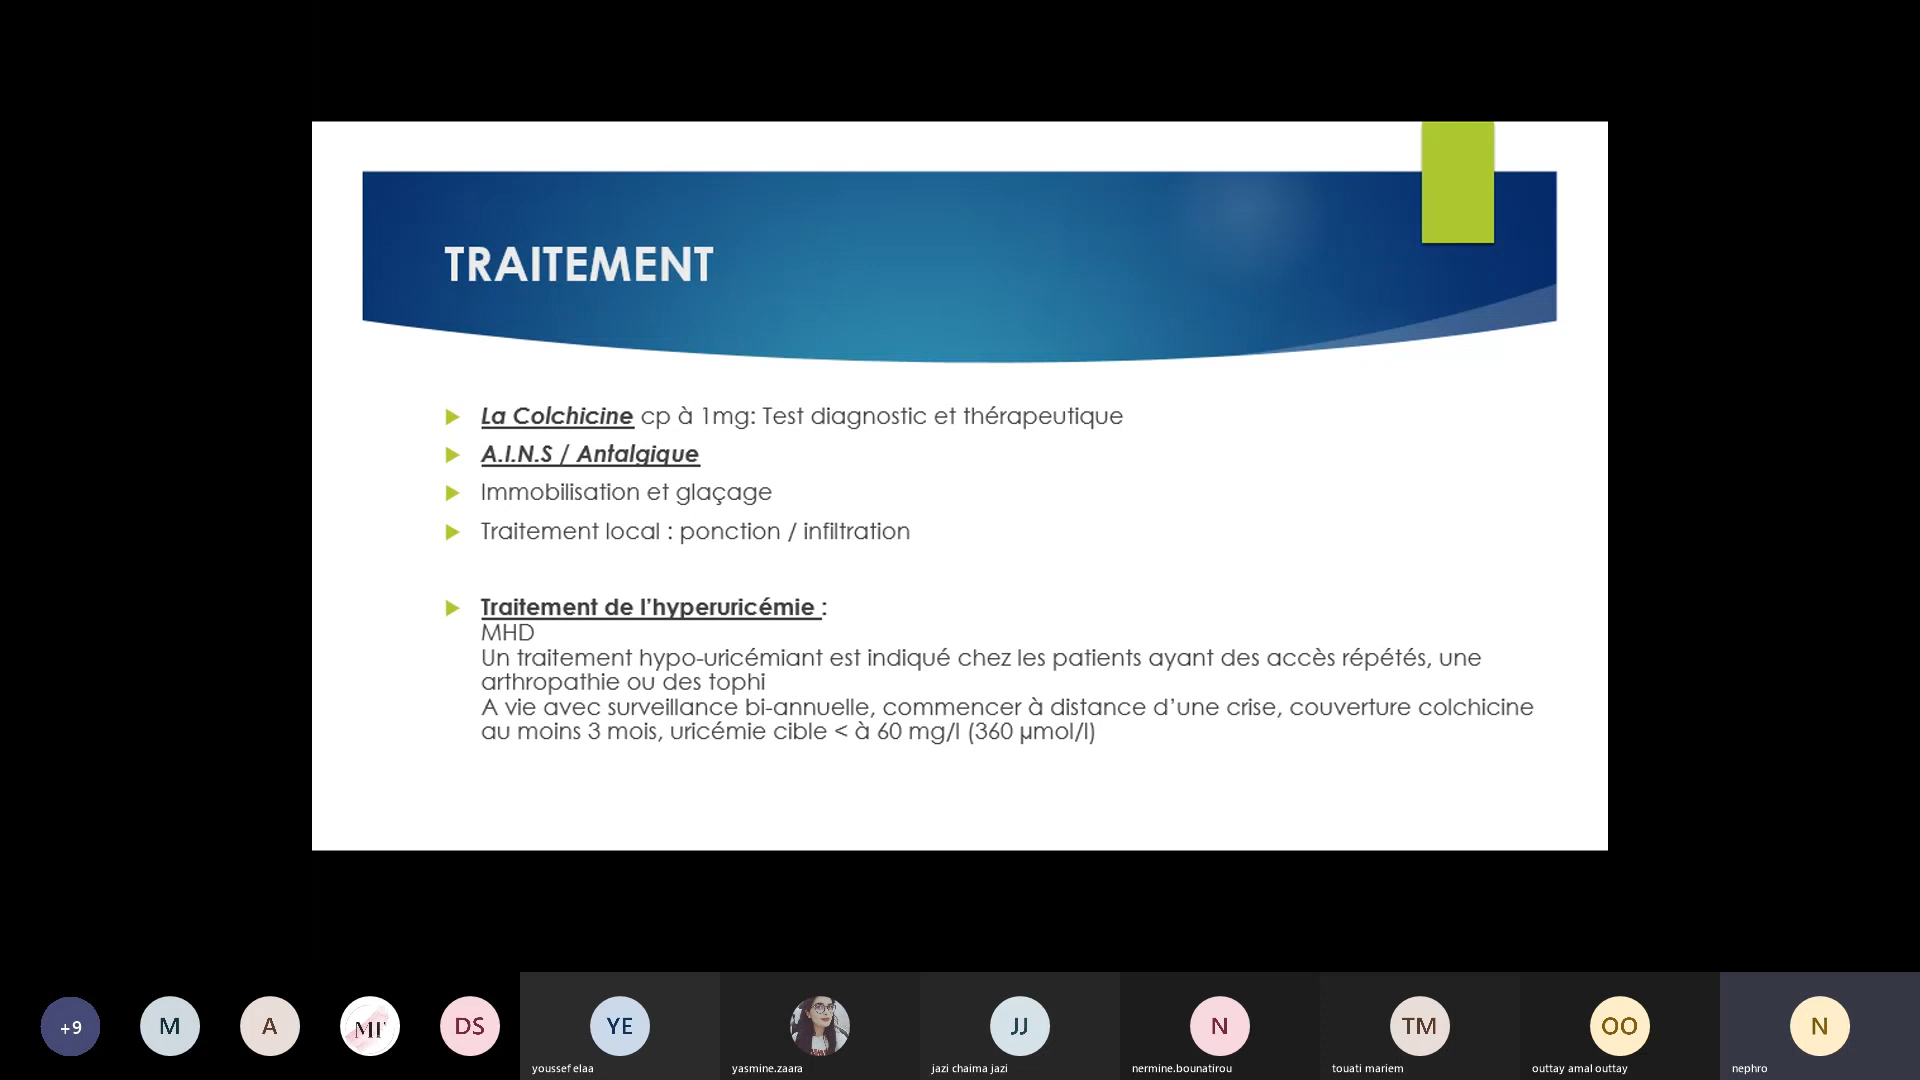 TRAITEMENT
La Colchicine cp à 1mg: Test diagnostic et thérapeutique
A.I.N.S / Antalgique
Immobilisation et glaçage
Traitement local : ponction / infiltration
Traitement de l’hyperuricémie :
MHD
Un traitement hypo-uricémiant est indiqué chez les patients ayant des accès répétés, une
arthropathie ou des tophi
A vie avec surveillance bi-annuelle, commencer à distance d’une crise, couverture colchicine
au moins 3 mois, uricémie cible < à 60 mg/l (360 µmol/l)
+9
M
A
MF
DS
YE
JJ
N
TM
OO
N
youssef elaa
yasmine.zaara
jazi chaima jazi
nermine.bounatirou
touati mariem
outtay amal outtay
nephro